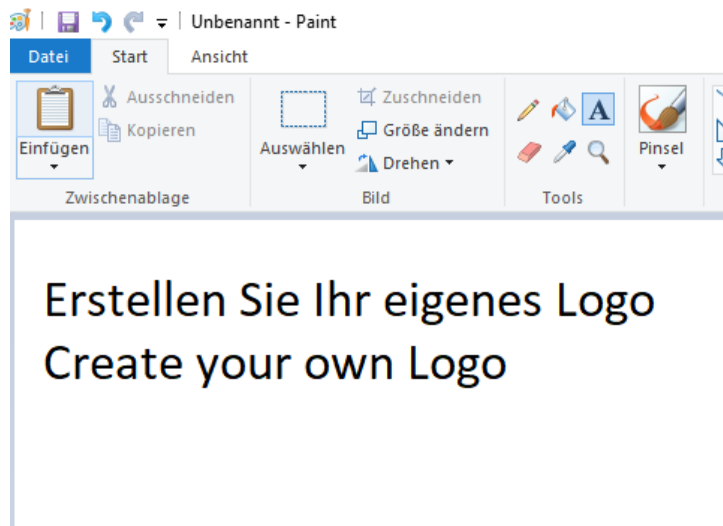 Unbenannt - Paint
Datei Start Ansicht
Einfügen
Ausschneiden
Kopieren
Zwischenablage
Auswählen
Zuschneiden
Größe ändern
Drehen
Bild
A
Tools
Pinsel
Erstellen Sie Ihr eigenes Logo
Create your own Logo